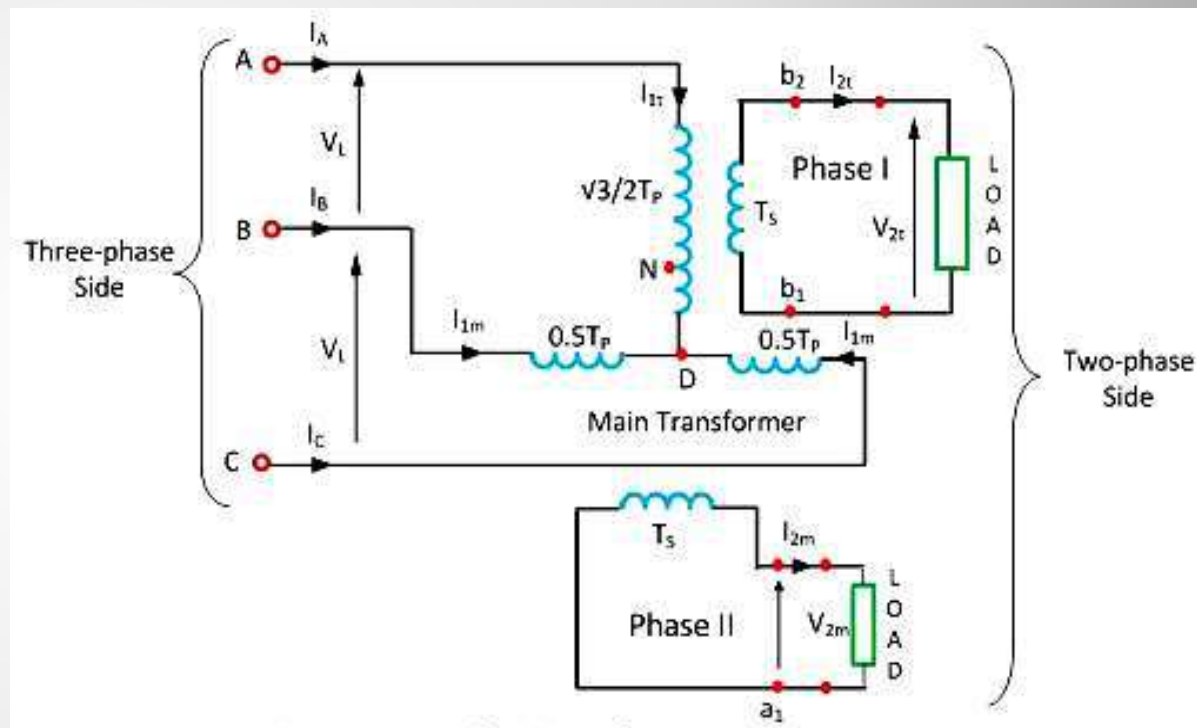 I_A
A
I_1τ
b₂
I_2t
V_L
Phase I
L
O
A
D
√3/2T_P
T_S
V_2t
I_B
B
Three-phase
Side
N
b₁
I_1m
0.5T_P
0.5T_P
I_1m
V_L
D
Two-phase
Side
Main Transformer
I_C
C
T_S
I_2m
Phase II
V_2m
L
O
A
D
a₁